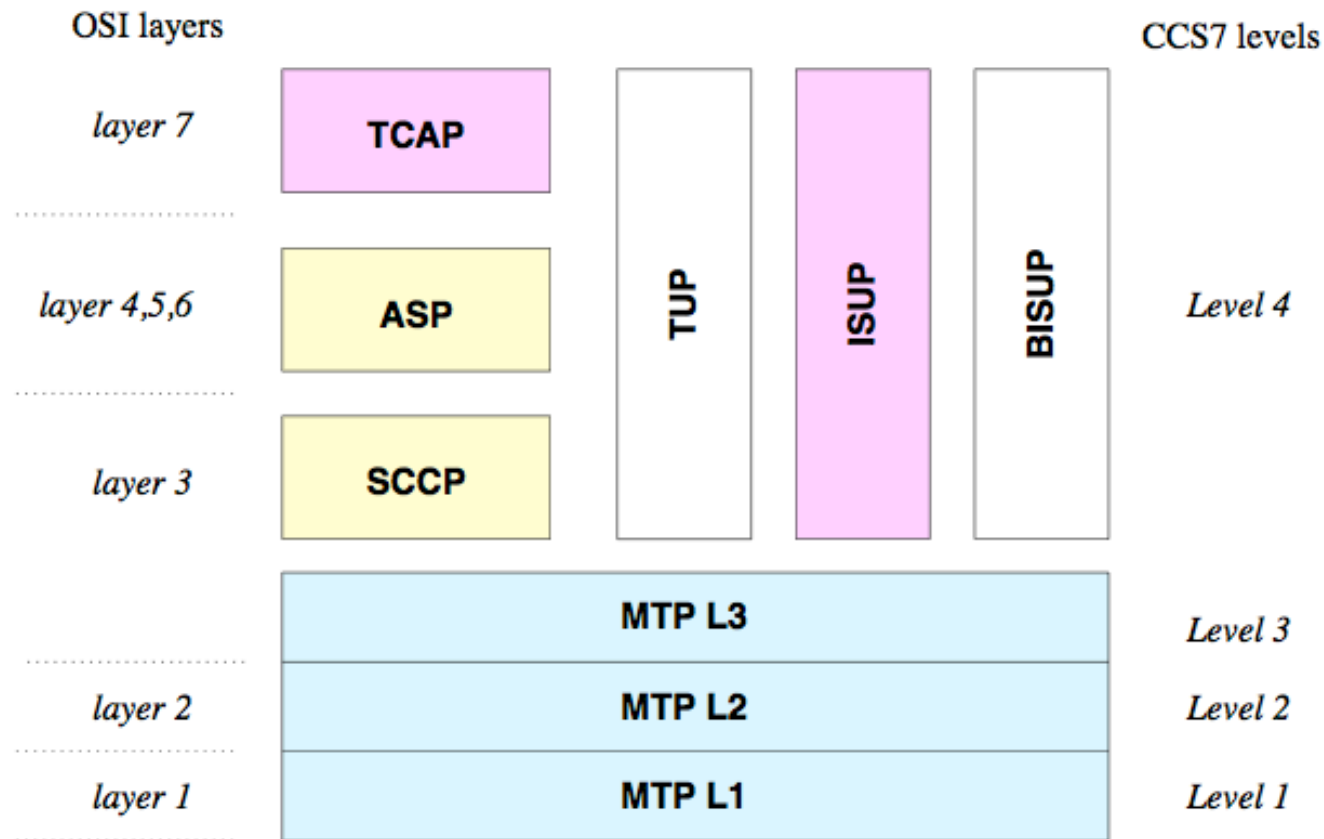 OSI layers
CCS7 levels
layer 7
TCAP
layer 4,5,6
ASP
TUP
ISUP
BISUP
Level 4
layer 3
SCCP
MTP L3
Level 3
layer 2
MTP L2
Level 2
layer 1
MTP L1
Level 1